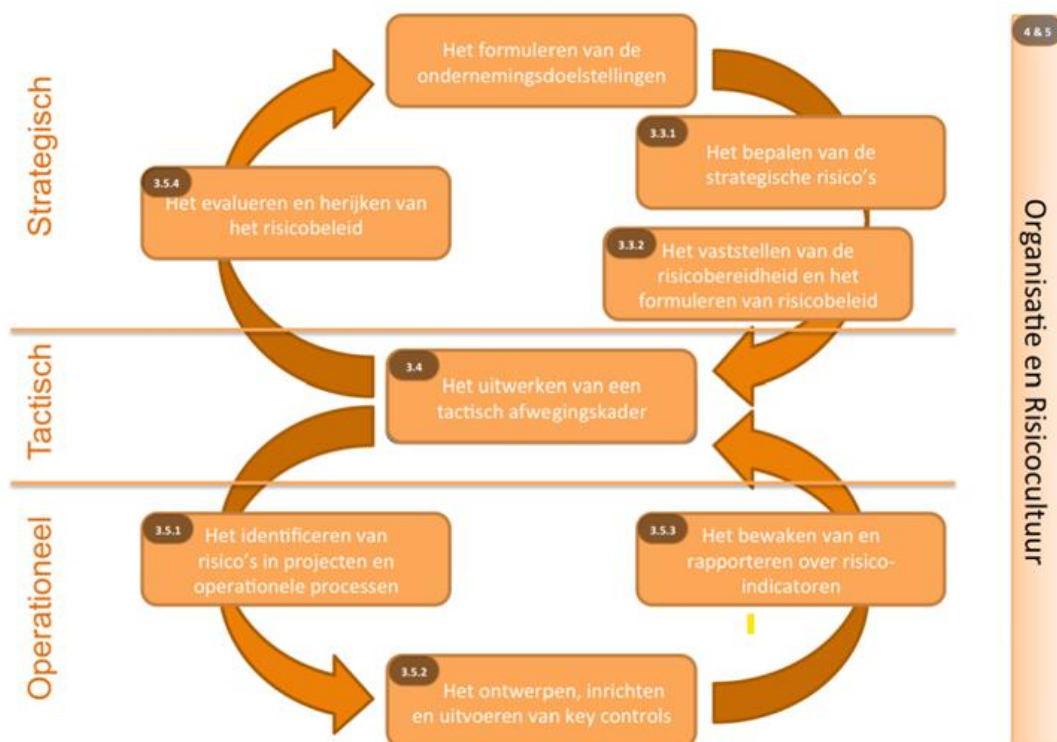 Strategisch
Het formuleren van de
ondernemingsdoelstellingen
3.3.1
Het bepalen van de
strategische risico's
3.3.2
Het vaststellen van de
risicobereidheid en het
formuleren van risicobeleid
3.5.4
Het evalueren en herijken van
het risicobeleid
Tactisch
3.4
Het uitwerken van een
tactisch afwegingskader
Operationeel
3.5.1
Het identificeren van
risico's in projecten en
operationele processen
3.5.2
Het ontwerpen, inrichten
en uitvoeren van key controls
3.5.3
Het bewaken van en
rapporteren over risico-
indicatoren
4 & 5
Organisatie en Risicocultuur